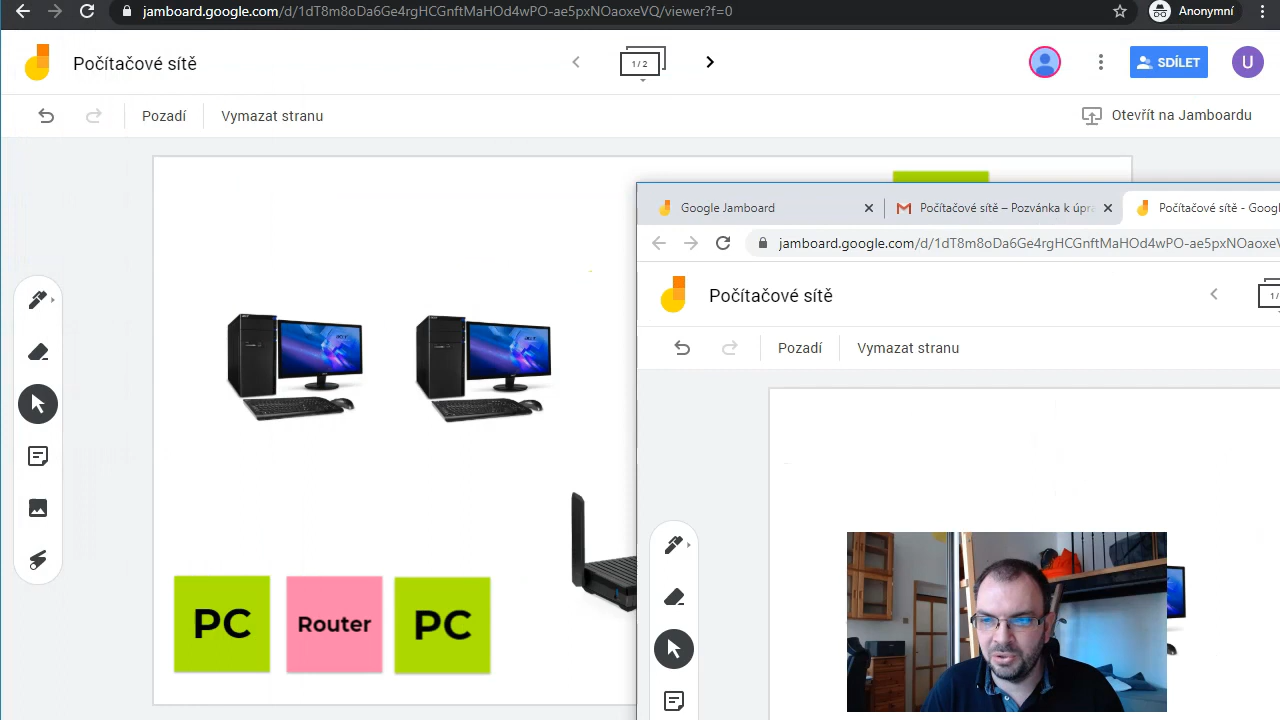 jamboard.google.com/d/1dT8m8oDa6Ge4rgHCGnftMaHOd4wPO-ae5pxNOaoxeVQ/viewer?f=0
Anonymní
Počítačové sítě
1 / 2
SDÍLET
U
Pozadí
Vymazat stranu
Otevřít na Jamboardu
Google Jamboard
Počítačové sítě – Pozvánka k úpra
Počítačové sítě - Googl
jamboard.google.com/d/1dT8m8oDa6Ge4rgHCGnftMaHOd4wPO-ae5pxNOaoxeV
Počítačové sítě
1 /
Pozadí
Vymazat stranu
PC
Router
PC